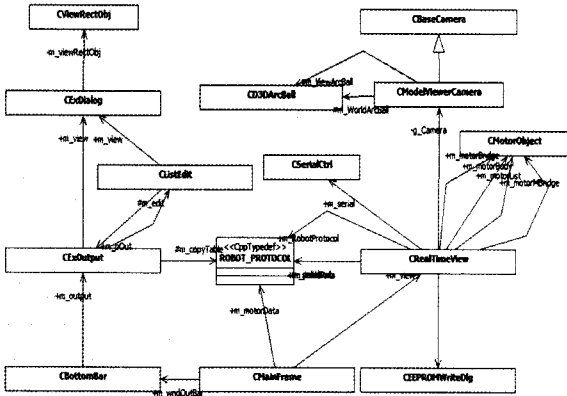 CViewRectObj
CBaseCamera
+m_viewRectObj
+m_ViewArcBall
CExDialog
CD3DArcBall
CModelViewerCamera
#m_WorldArcBall
+m_view
+m_view
-g_Camera
CMotorObject
+m_motorBridge
+m_motorBody
+m_motorList
+m_motorHBridge
CListEdit
CSerialCtrl
#m_edit
+m_serial
+m_pOut
#m_copyTable
+m_RobotProtocol
<<CppTypedef>>
ROBOT_PROTOCOL
CExOutput
CRealTimeView
+m_view
+m_output
+m_motorData
CBottomBar
CMainFrame
CEEPROMWriteDlg
+m_wndOutBar